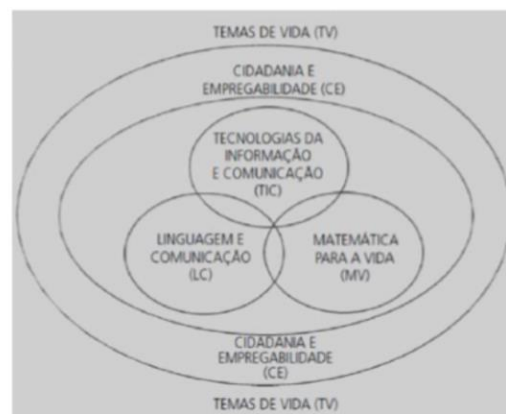 TEMAS DE VIDA (TV)
CIDADANIA E
EMPREGABILIDADE (CE)
TECNOLOGIAS DA
INFORMAÇÃO
E COMUNICAÇÃO
(TIC)
LINGUAGEM E
COMUNICAÇÃO
(LC)
MATEMÁTICA
PARA A VIDA
(MV)
CIDADANIA E
EMPREGABILIDADE
(CE)
TEMAS DE VIDA (TV)